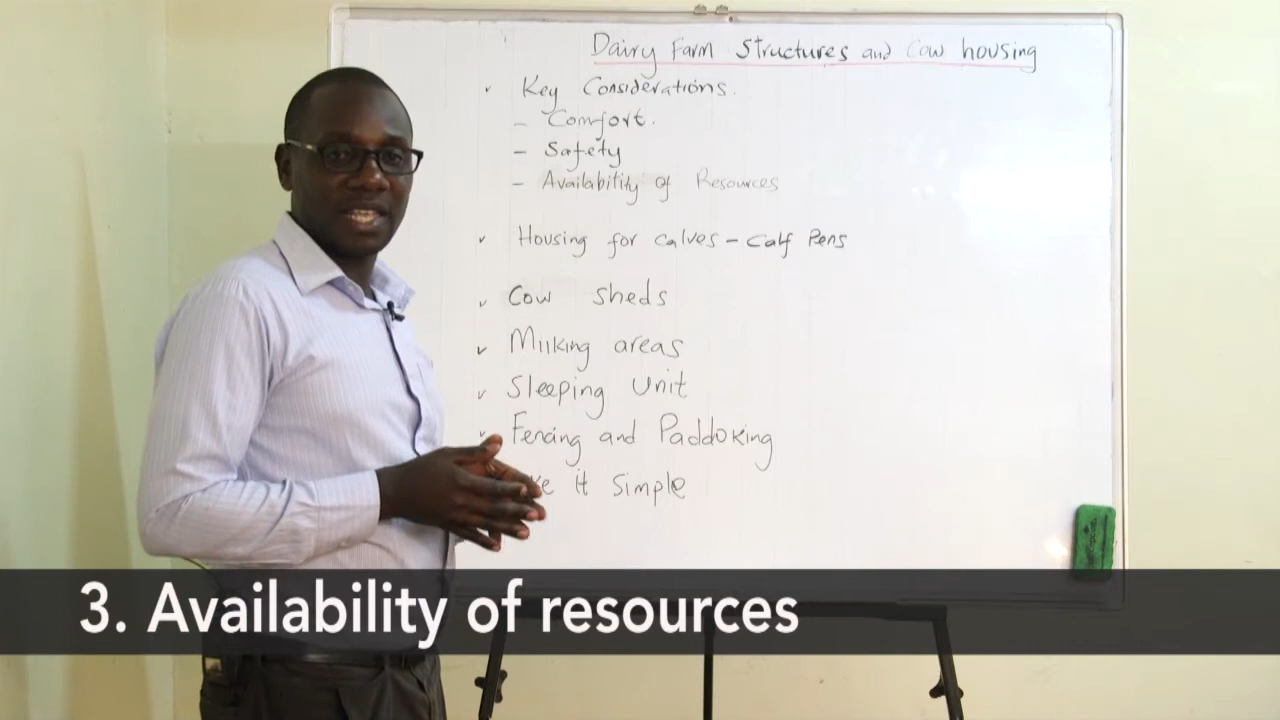 Dairy Farm Structures and Cow housing
Key Considerations.
- Comfort.
- Safety
- Availability of Resources
Housing for calves - Calf Pens
Cow sheds
Milking areas
Sleeping Unit
Fencing and Paddoking
it Simple
3. Availability of resources